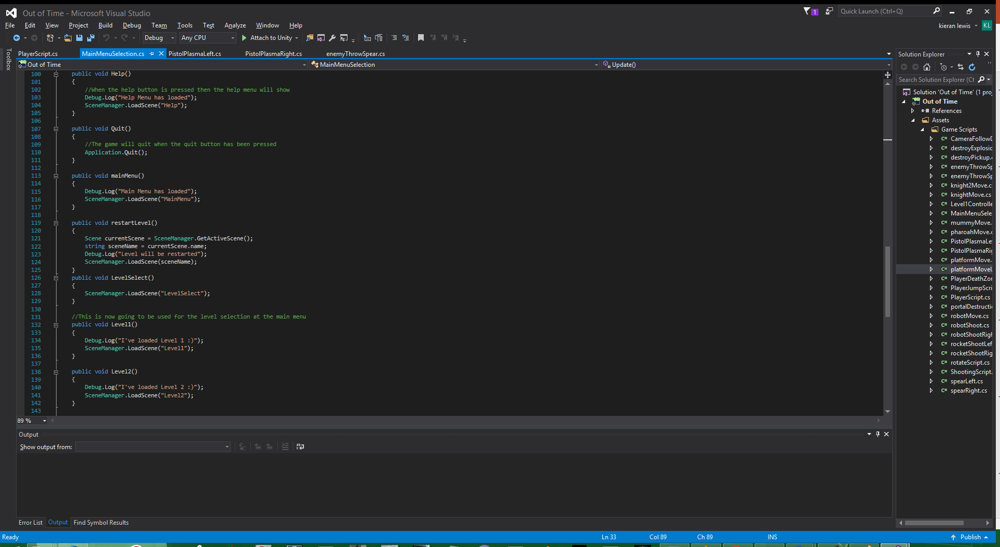 Out of Time - Microsoft Visual Studio
1
Quick Launch (Ctrl+Q)
File Edit View Project Build Debug Team Tools Test Analyze Window Help
kieran lewis KL
Debug Any CPU Attach to Unity
Toolbox
PlayerScript.cs MainMenuSelection.cs PistolPlasmaLeft.cs PistolPlasmaRight.cs enemyThrowSpear.cs
Out of Time MainMenuSelection Update()
100 public void Help()
101 {
102 //When the help button is pressed then the help menu will show
103 Debug.Log("Help Menu has loaded");
104 SceneManager.LoadScene("Help");
105 }
106
107 public void Quit()
108 {
109 //The game will quit when the quit button has been pressed
110 Application.Quit();
111 }
112
113 public void mainMenu()
114 {
115 Debug.Log("Main Menu has loaded");
116 SceneManager.LoadScene("MainMenu");
117 }
118
119 public void restartLevel()
120 {
121 Scene currentScene = SceneManager.GetActiveScene();
122 string sceneName = currentScene.name;
123 Debug.Log("Level will be restarted");
124 SceneManager.LoadScene(sceneName);
125 }
126 public void LevelSelect()
127 {
128 SceneManager.LoadScene("LevelSelect");
129 }
130
131 //This is now going to be used for the level selection at the main menu
132 public void Level1()
133 {
134 Debug.Log("I've loaded Level 1 :)");
135 SceneManager.LoadScene("Level1");
136 }
137
138 public void Level2()
139 {
140 Debug.Log("I've loaded Level 2 :)");
141 SceneManager.LoadScene("Level2");
142 }
143
89 %
Output
Show output from:
Error List Output Find Symbol Results
Solution Explorer
Search Solution Explorer (Ct
Solution 'Out of Time' (1 proj
Out of Time
References
Assets
Game Scripts
C# CameraFollowD
C# destroyExplosio
C# destroyPickup.
C# enemyThrowSp
C# enemyThrowSp
C# knight2Move.c
C# knightMove.cs
C# Level1Controlle
C# MainMenuSele
C# mummyMove.
C# pharoahMove.c
C# PistolPlasmaLe
C# PistolPlasmaRig
C# platformMove.
C# platformMoveU
C# PlayerDeathZon
C# PlayerJumpScri
C# PlayerScript.cs
C# portalDestructi
C# robotMove.cs
C# robotShoot.cs
C# robotShootRigh
C# rocketShootLef
C# rocketShootRig
C# rotateScript.cs
C# ShootingScript.
C# spearLeft.cs
C# spearRight.cs
Ready Ln 33 Col 89 Ch 89 INS Publish